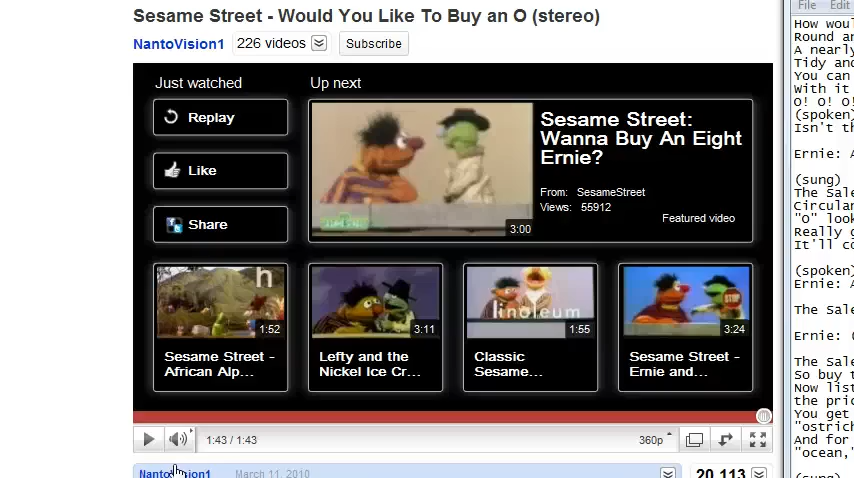 Sesame Street - Would You Like To Buy an O (stereo)
NantoVision1 226 videos Subscribe
Just watched
Up next
Replay
Like
Share
Sesame Street:
Wanna Buy An Eight
Ernie?
From: SesameStreet
Views: 55912
Featured video
3:00
h
1:52
Sesame Street -
African Alp...
3:11
Lefty and the
Nickel Ice Cr...
linoleum
1:55
Classic
Sesame...
STOP
3:24
Sesame Street -
Ernie and...
1:43 / 1:43
360p
NantoVision1 March 11, 2010
20,113
File Edit
How woul
Round an
A nearly
Tidy and
You can
With it
O! O! O!
(spoken)
Isn't th
Ernie: A
(sung)
The Sale
Circular
"O" look
Really g
It'll co
(spoken)
Ernie: A
The Sale
Ernie: (
The Sale
So buy t
Now list
the pric
You get
"ostrich
And for
"ocean,"
(sung)